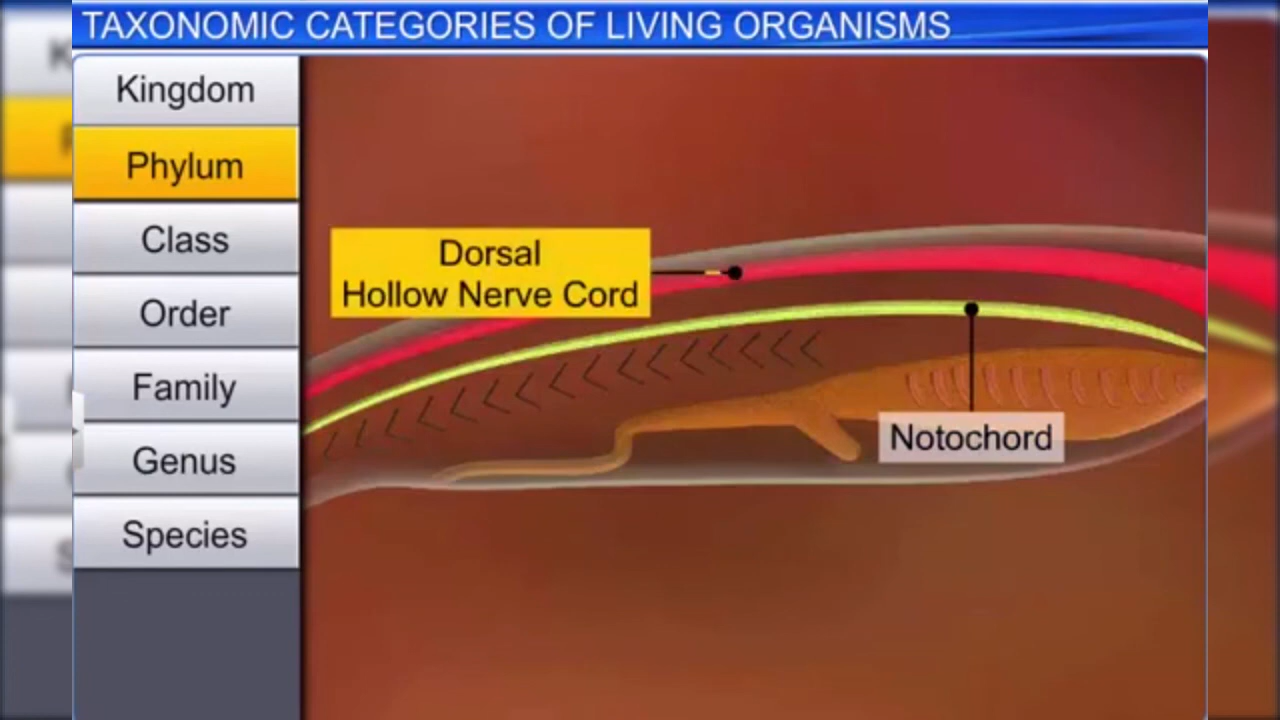 TAXONOMIC CATEGORIES OF LIVING ORGANISMS
Kingdom
Phylum
Class
Order
Family
Genus
Species
Dorsal
Hollow Nerve Cord
Notochord